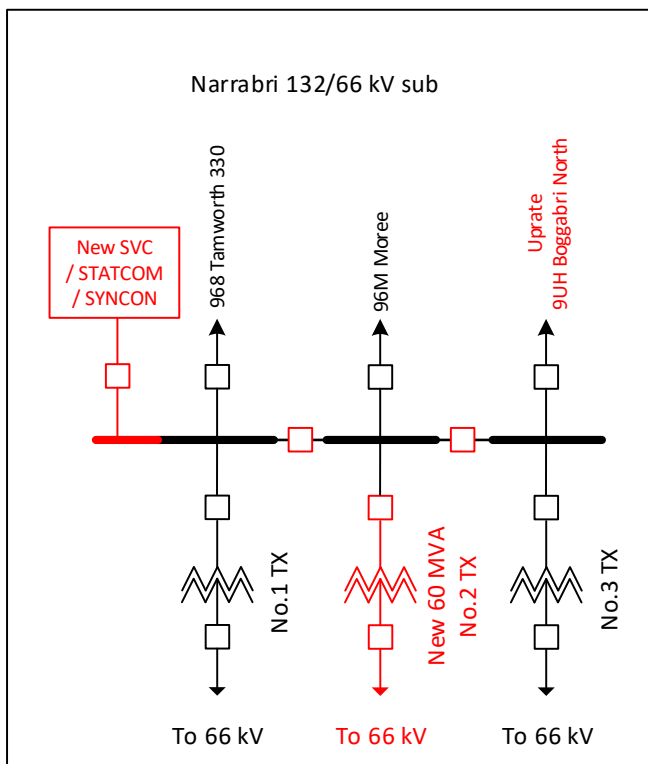 Narrabri 132/66 kV sub
New SVC
/ STATCOM
/ SYNCON
968 Tamworth 330
96M Moree
Uprate
9UH Boggabri North
No.1 TX
New 60 MVA
No.2 TX
No.3 TX
To 66 kV
To 66 kV
To 66 kV